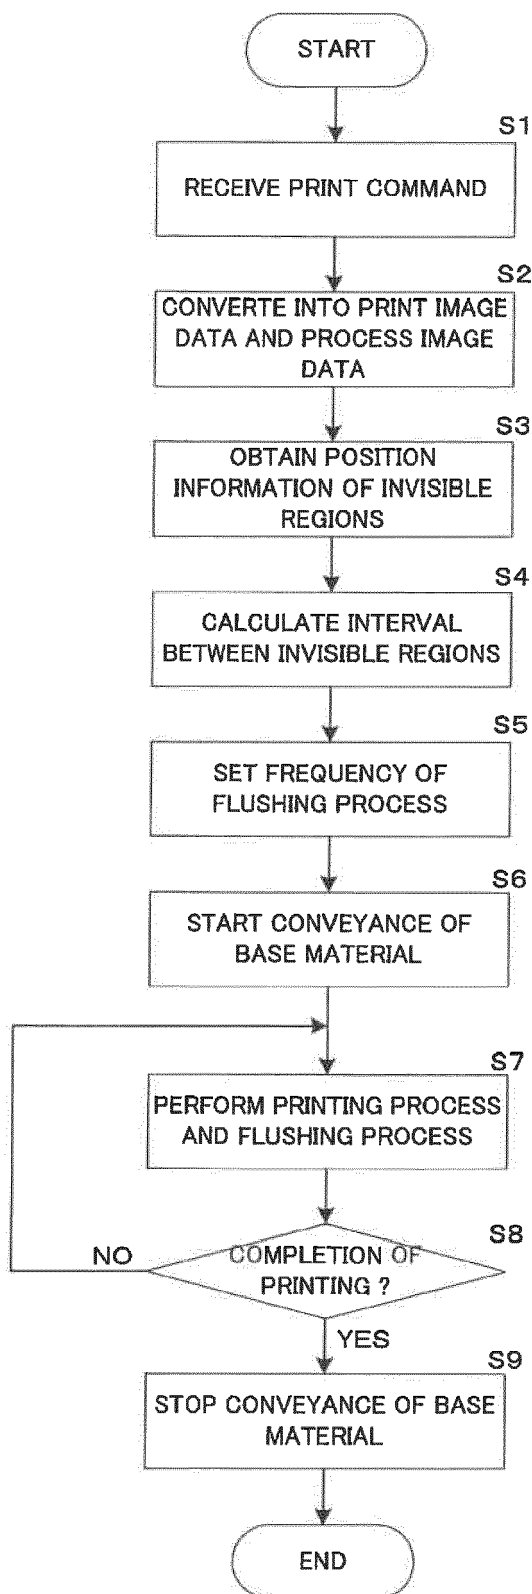 START
S1
RECEIVE PRINT COMMAND
S2
CONVERTE INTO PRINT IMAGE
DATA AND PROCESS IMAGE
DATA
S3
OBTAIN POSITION
INFORMATION OF INVISIBLE
REGIONS
S4
CALCULATE INTERVAL
BETWEEN INVISIBLE REGIONS
S5
SET FREQUENCY OF
FLUSHING PROCESS
S6
START CONVEYANCE OF
BASE MATERIAL
S7
PERFORM PRINTING PROCESS
AND FLUSHING PROCESS
S8
NO
COMPLETION OF
PRINTING ?
YES
S9
STOP CONVEYANCE OF BASE
MATERIAL
END